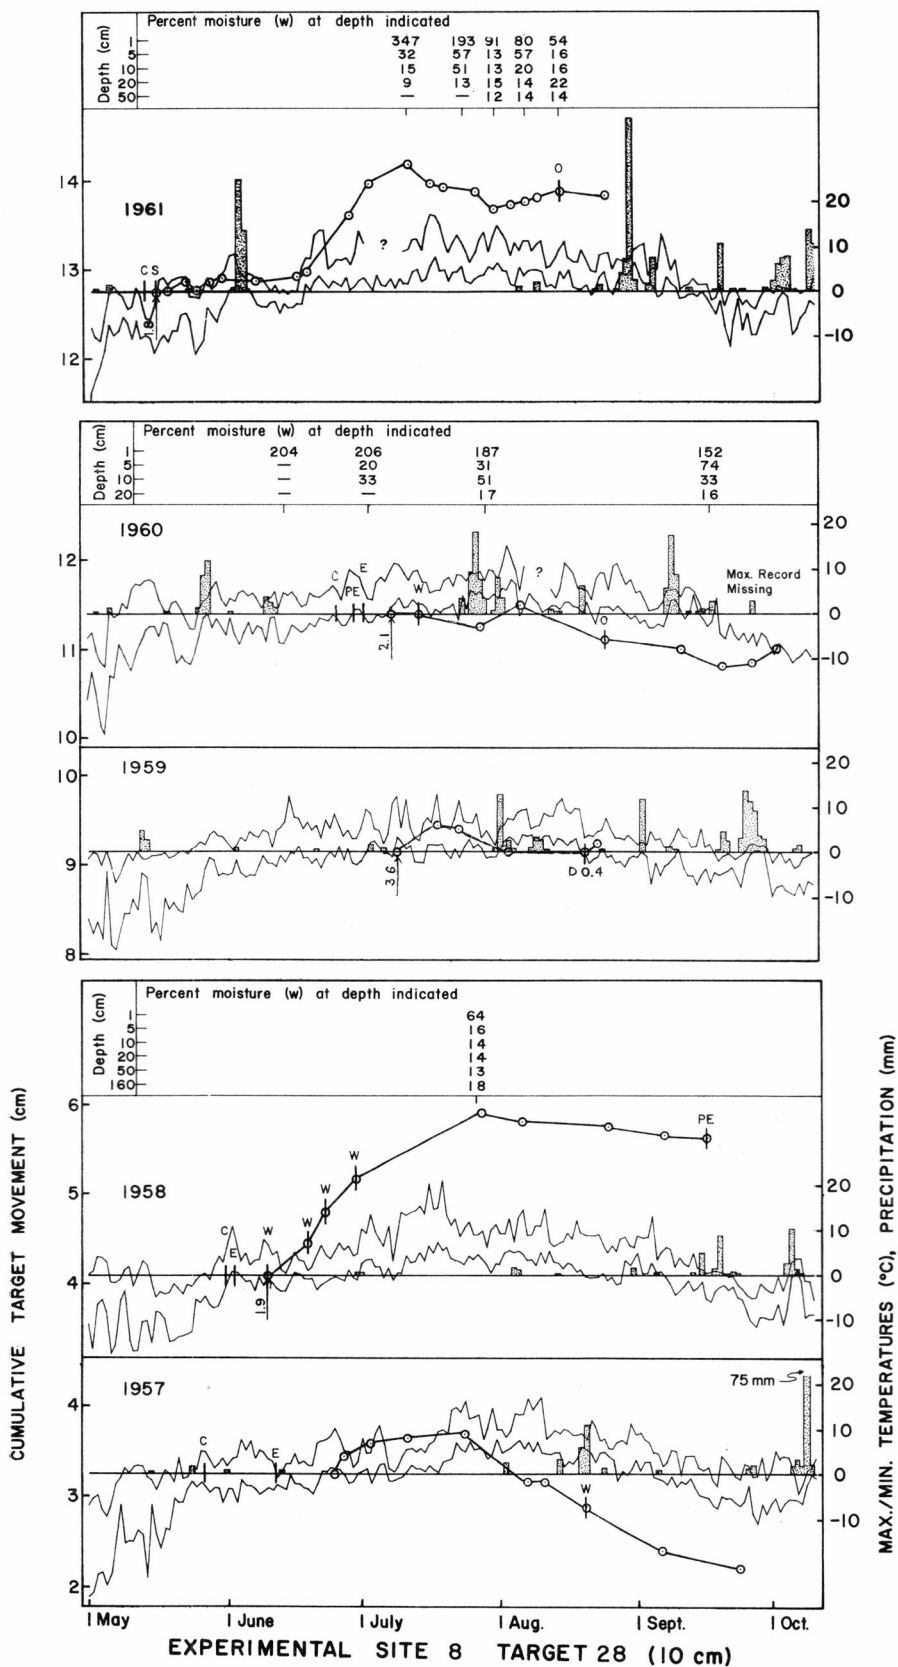 Percent moisture (w) at depth indicated
Depth (cm)
1 347 193 91 80 54
5 32 57 13 57 16
10 15 51 13 20 16
20 9 13 15 14 22
50 — — 12 14 14
1961
14
13
12
20
10
0
-10
C S
1.8
?
O
Percent moisture (w) at depth indicated
Depth (cm)
1 204 206 187 152
5 — 20 31 74
10 — 33 51 33
20 — — 17 16
1960
12
11
10
20
10
0
-10
C
PE
E
W
2.1
?
O
Max. Record
Missing
1959
10
9
8
20
10
0
-10
3.6
D 0.4
Percent moisture (w) at depth indicated
Depth (cm)
1 64
5 16
10 14
20 14
50 13
160 18
1958
6
5
4
20
10
0
-10
C
E
W
W
W
W
PE
1.9
1957
4
3
2
20
10
0
-10
C
E
W
75 mm
CUMULATIVE TARGET MOVEMENT (cm)
MAX./MIN. TEMPERATURES (°C), PRECIPITATION (mm)
1 May 1 June 1 July 1 Aug. 1 Sept. 1 Oct.
EXPERIMENTAL SITE 8 TARGET 28 (10 cm)